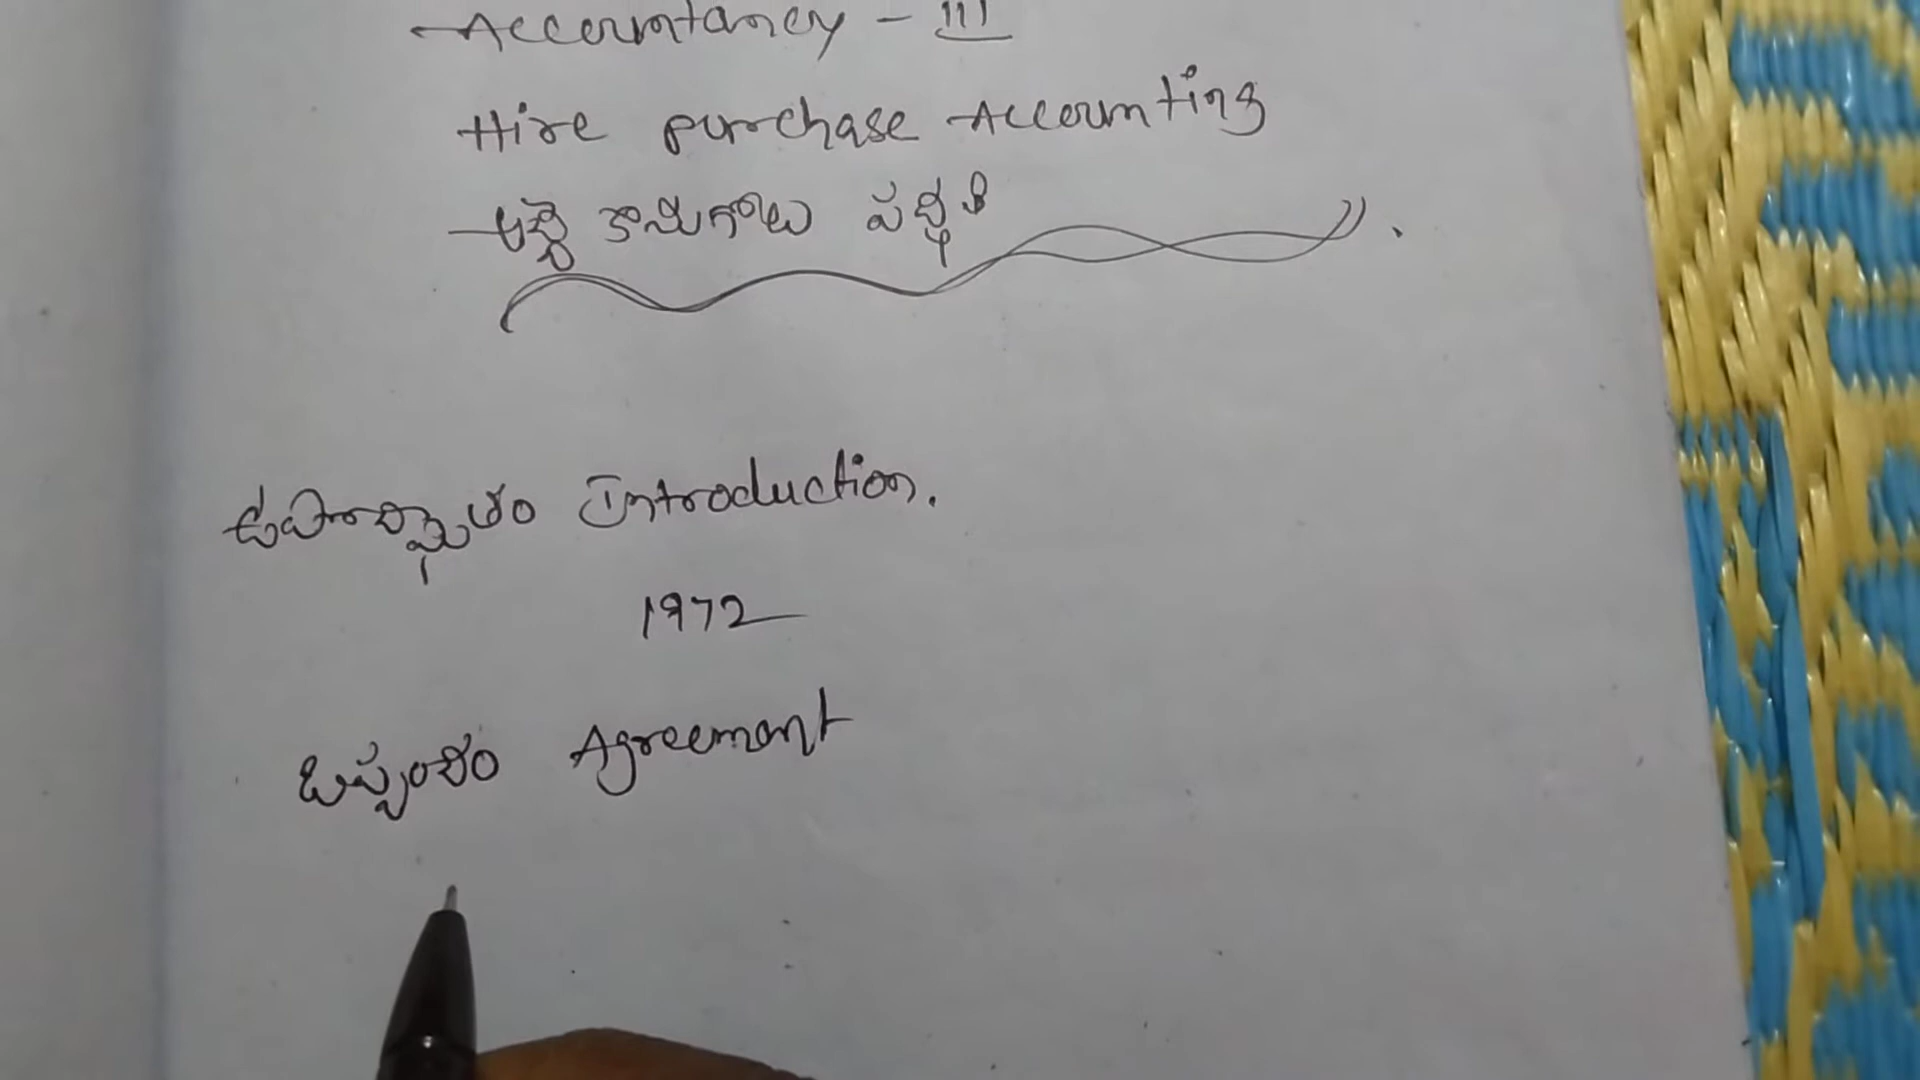 Accountancy - III
Hire purchase Accounting
అద్దె కొనుగోలు పద్ధతి
ఉపోద్ఘాతం Introduction.
1972
ఒప్పందం Agreement